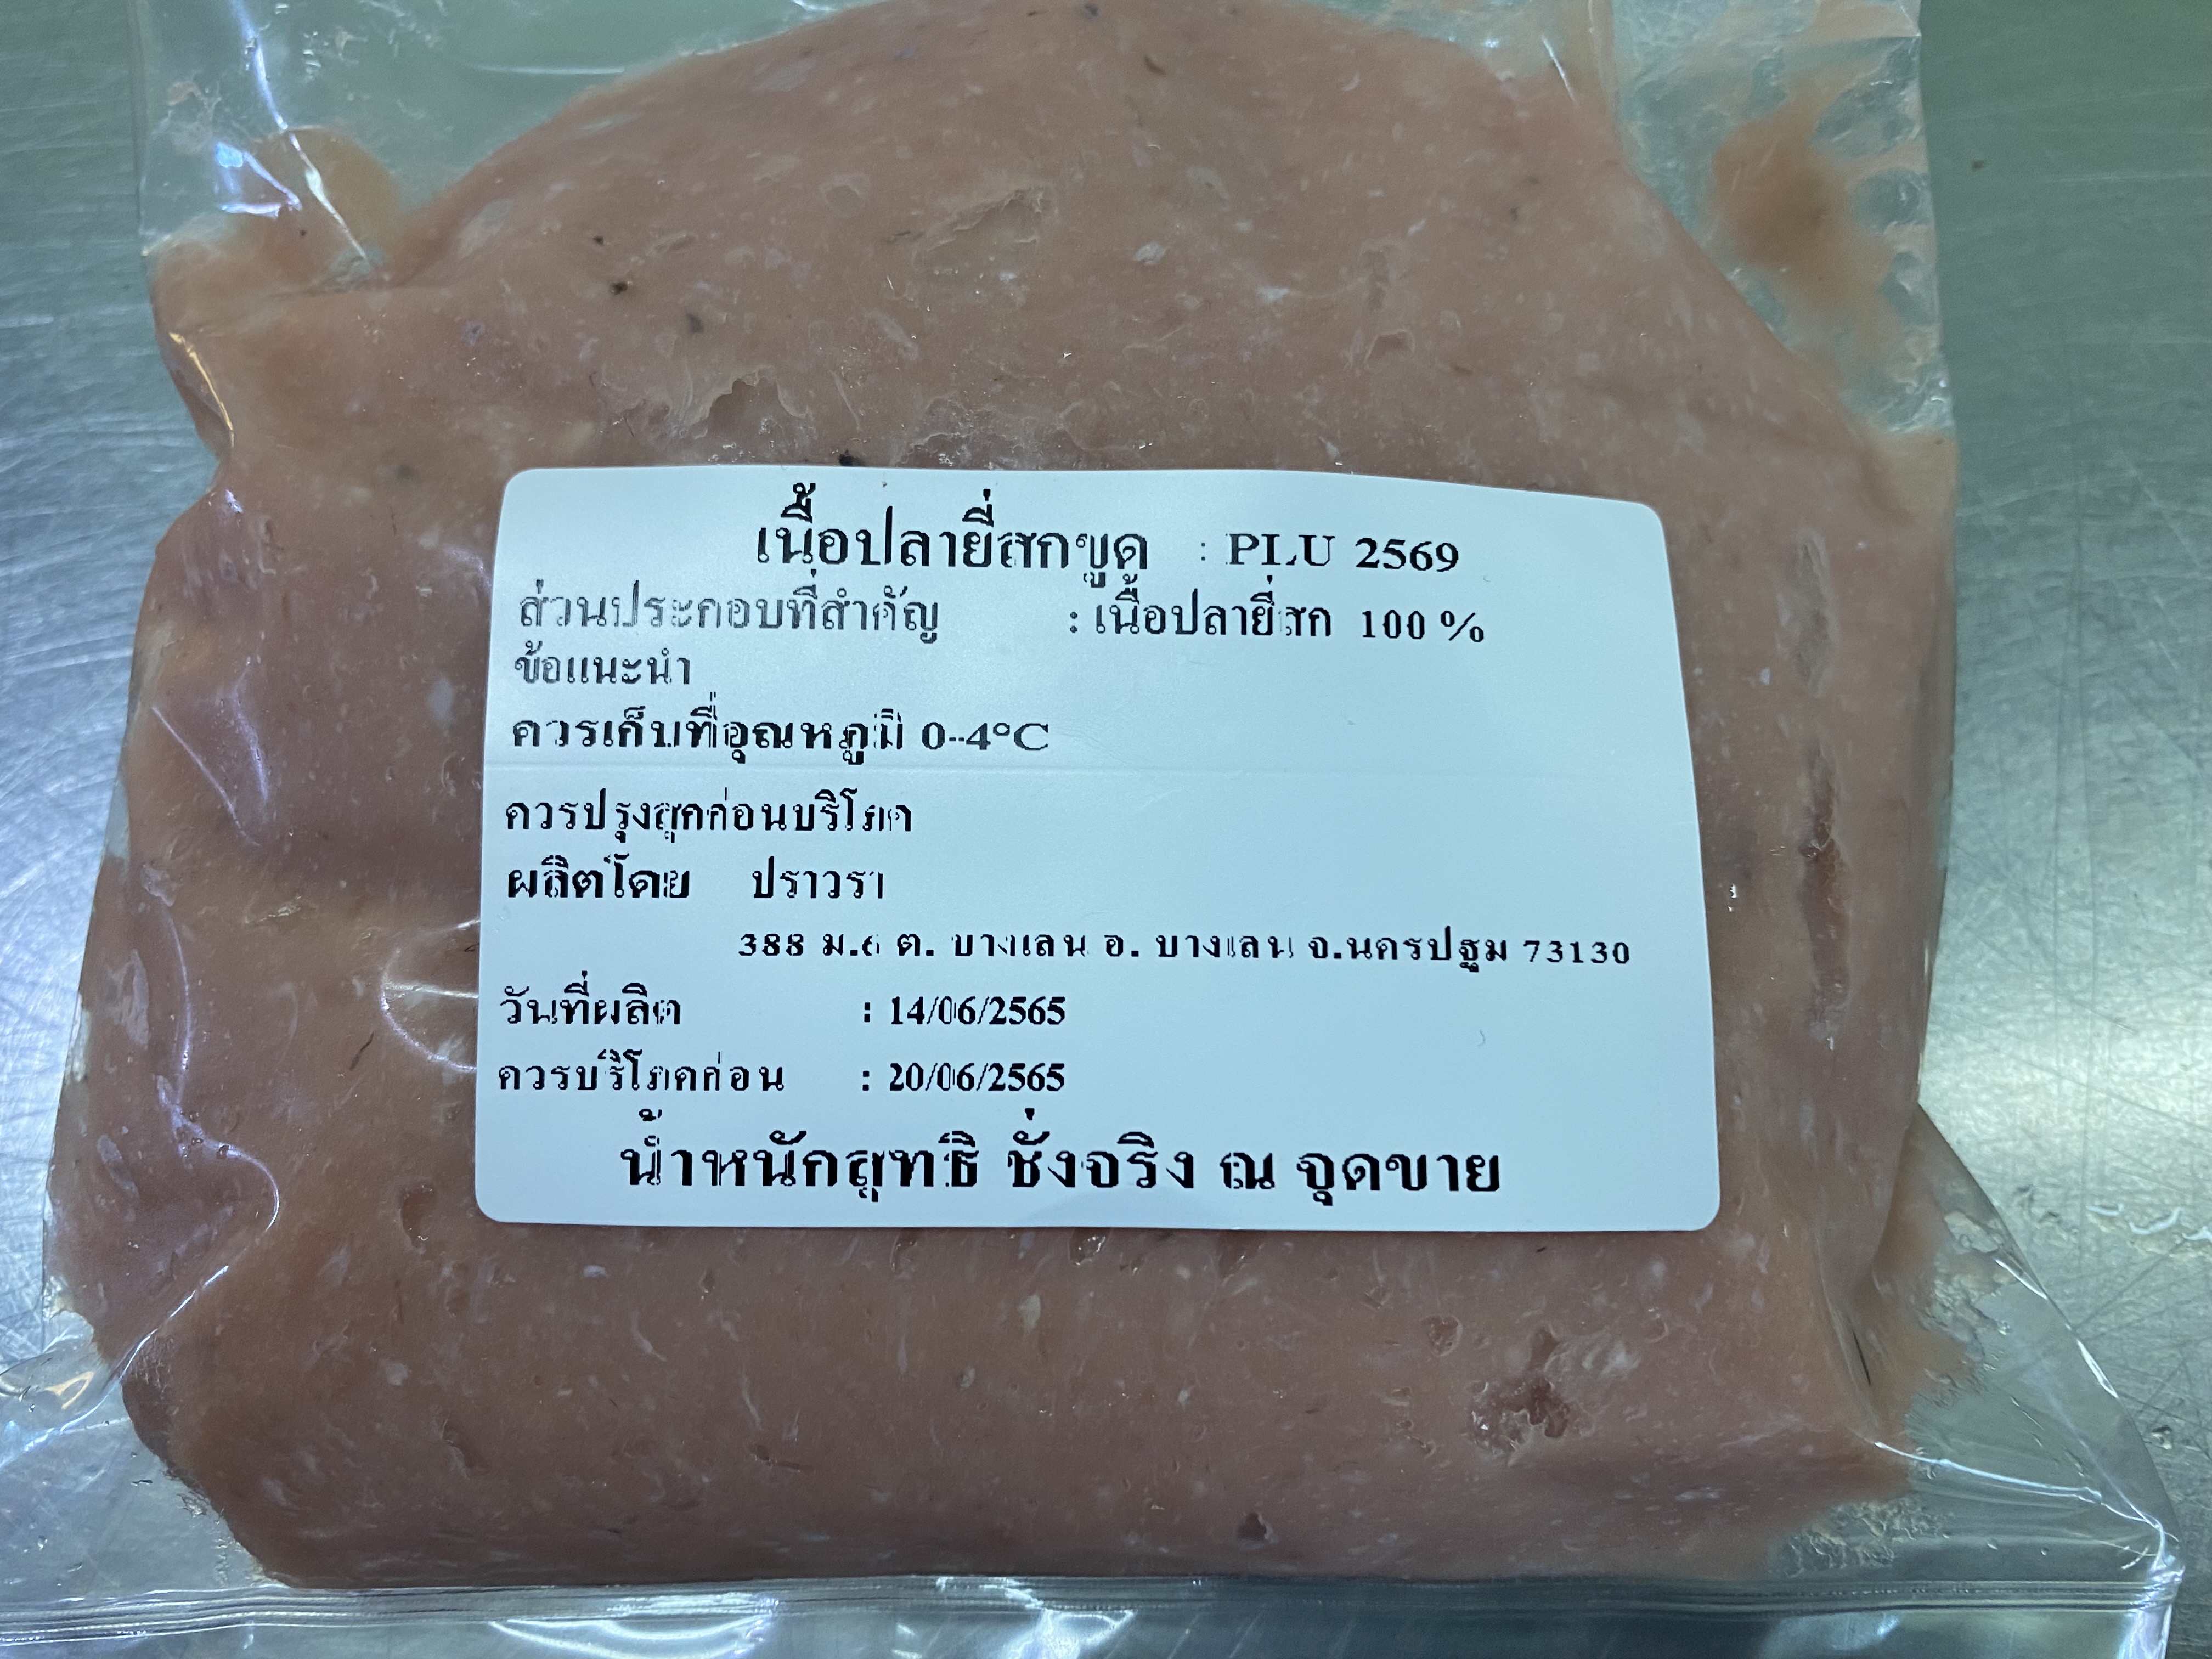 เนื้อปลายี่สกขูด : PLU 2569
ส่วนประกอบที่สำคัญ : เนื้อปลายี่สก 100 %
ข้อแนะนำ
ควรเก็บที่อุณหภูมิ 0-4°C
ควรปรุงสุกก่อนบริโภค
ผลิตโดย ปราวรา
388 ม.6 ต. บางเลน อ. บางเลน จ.นครปฐม 73130
วันที่ผลิต : 14/06/2565
ควรบริโภคก่อน : 20/06/2565
น้ำหนักสุทธิ ชั่งจริง ณ จุดขาย